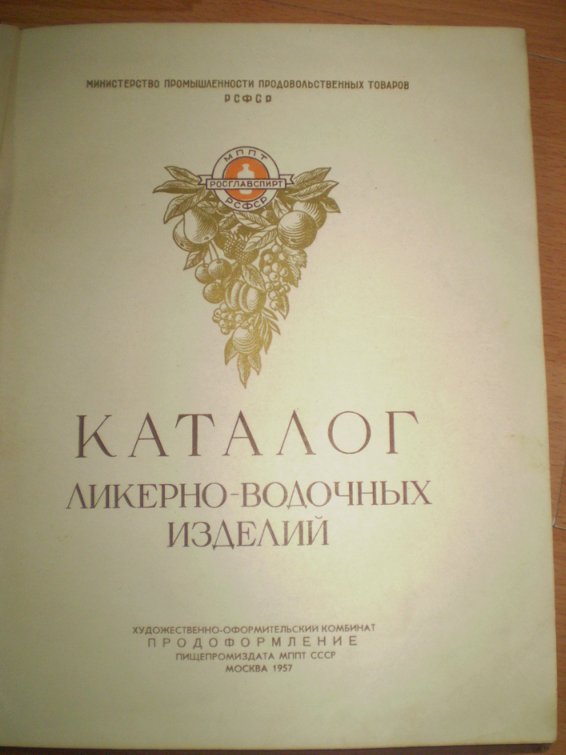 МИНИСТЕРСТВО ПРОМЫШЛЕННОСТИ ПРОДОВОЛЬСТВЕННЫХ ТОВАРОВ
РСФСР
МППТ
РОСГЛАВСПИРТ
РСФСР
КАТАЛОГ
ЛИКЕРНО-ВОДОЧНЫХ
ИЗДЕЛИЙ
ХУДОЖЕСТВЕННО-ОФОРМИТЕЛЬСКИЙ КОМБИНАТ
ПРОДОФОРМЛЕНИЕ
ПИЩЕПРОМИЗДАТА МППТ СССР
МОСКВА 1957